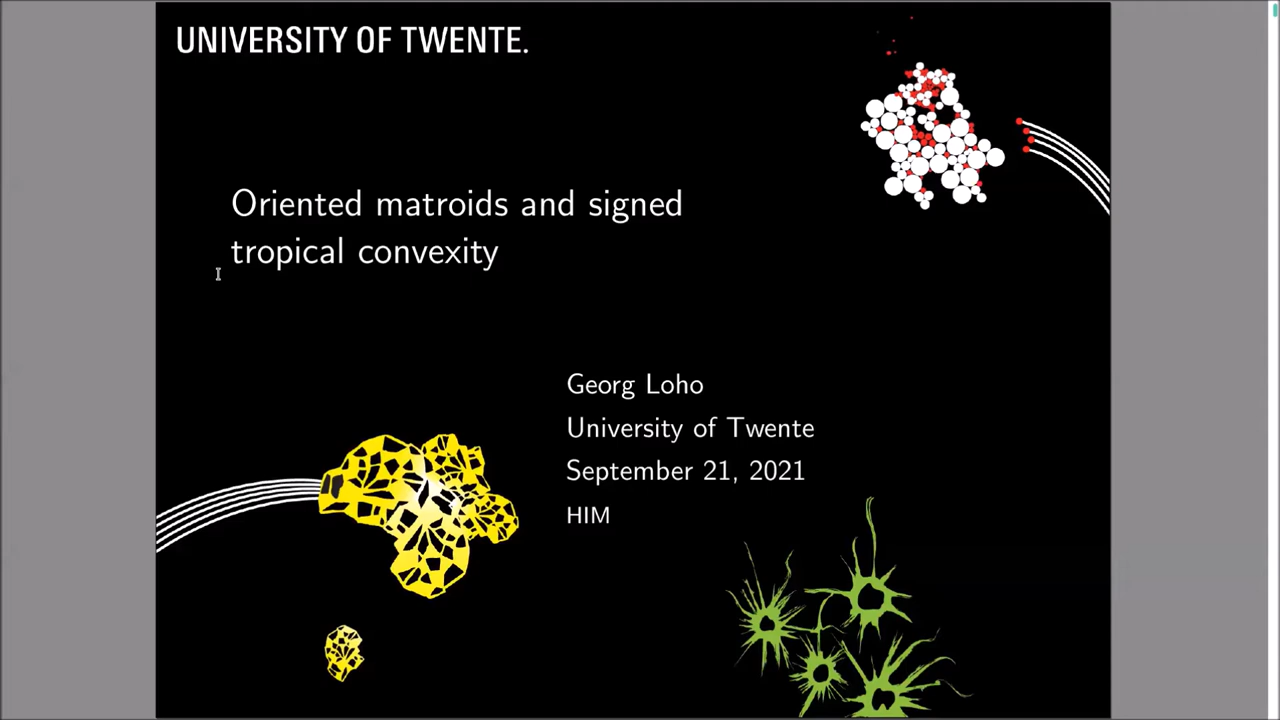 UNIVERSITY OF TWENTE.
Oriented matroids and signed
tropical convexity
Georg Loho
University of Twente
September 21, 2021
HIM